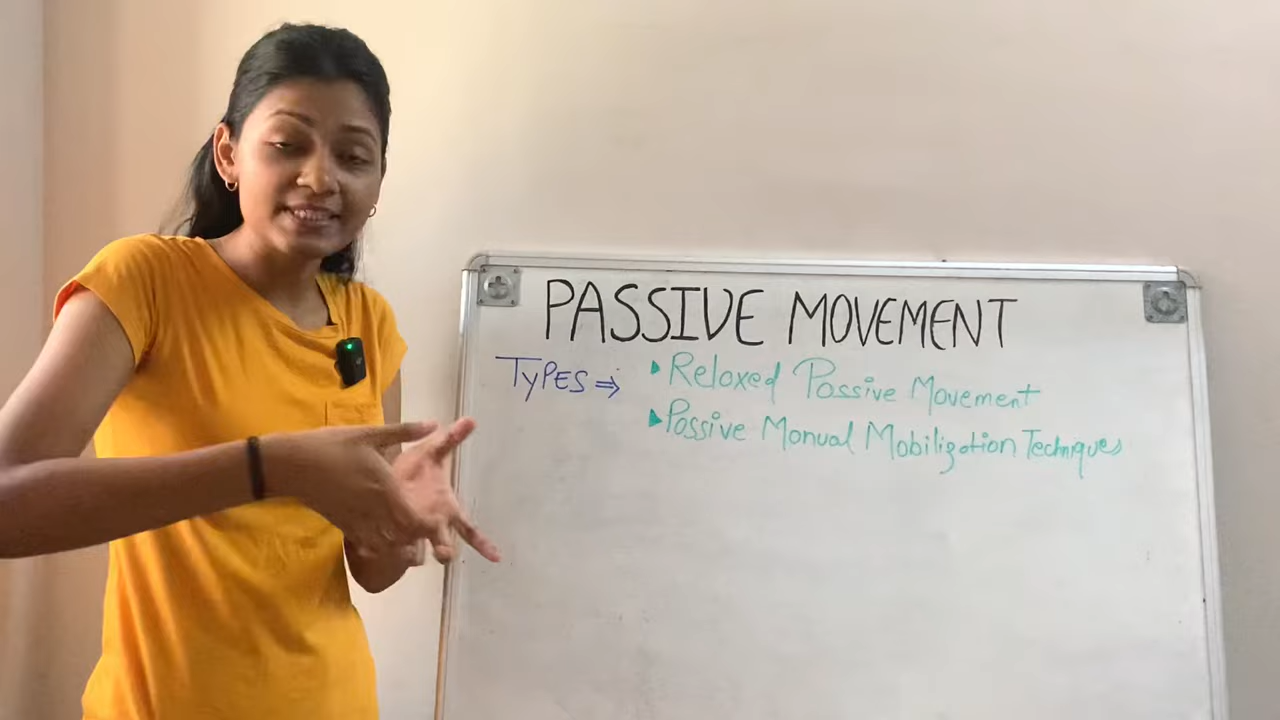 PASSIVE MOVEMENT
TYPES ⇒ ‣ Relaxed Passive Movement
‣ Passive Manual Mobilization Techniques